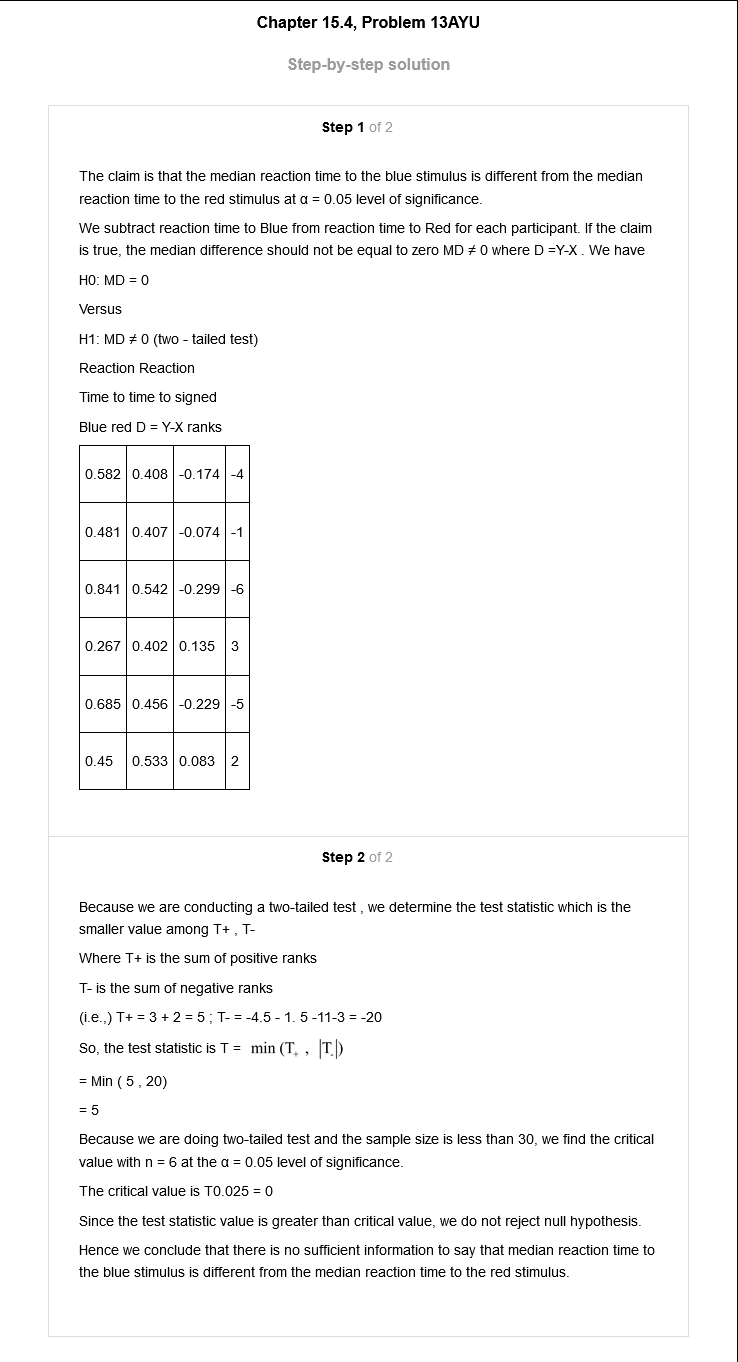 Chapter 15.4, Problem 13AYU
Step-by-step solution
Step 1 of 2
The claim is that the median reaction time to the blue stimulus is different from the median
reaction time to the red stimulus at α = 0.05 level of significance.
We subtract reaction time to Blue from reaction time to Red for each participant. If the claim
is true, the median difference should not be equal to zero MD ≠ 0 where D =Y-X . We have
H0: MD = 0
Versus
H1: MD ≠ 0 (two - tailed test)
Reaction Reaction
Time to time to signed
Blue red D = Y-X ranks
0.582 0.408 -0.174 -4
0.481 0.407 -0.074 -1
0.841 0.542 -0.299 -6
0.267 0.402 0.135 3
0.685 0.456 -0.229 -5
0.45 0.533 0.083 2
Step 2 of 2
Because we are conducting a two-tailed test , we determine the test statistic which is the
smaller value among T+ , T-
Where T+ is the sum of positive ranks
T- is the sum of negative ranks
(i.e.,) T+ = 3 + 2 = 5 ; T- = -4.5 - 1. 5 -11-3 = -20
So, the test statistic is T = min (T₊ , |T₋|)
= Min ( 5 , 20)
= 5
Because we are doing two-tailed test and the sample size is less than 30, we find the critical
value with n = 6 at the α = 0.05 level of significance.
The critical value is T0.025 = 0
Since the test statistic value is greater than critical value, we do not reject null hypothesis.
Hence we conclude that there is no sufficient information to say that median reaction time to
the blue stimulus is different from the median reaction time to the red stimulus.